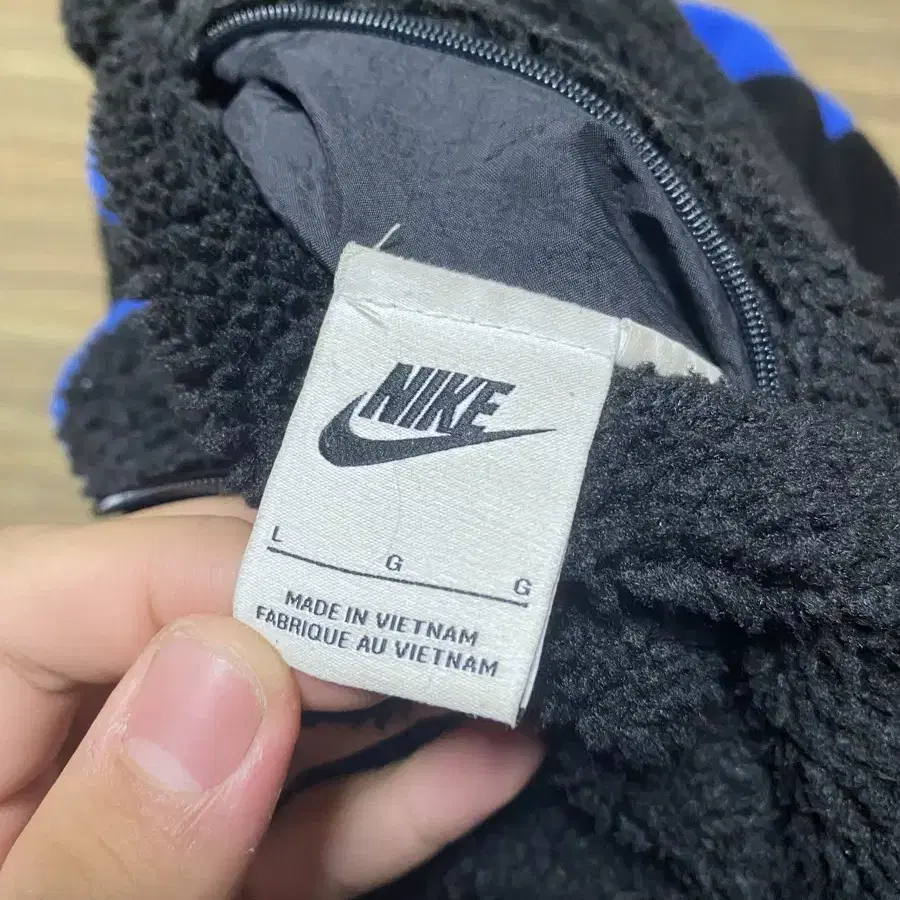 NIKE
L G G
MADE IN VIETNAM
FABRIQUE AU VIETNAM